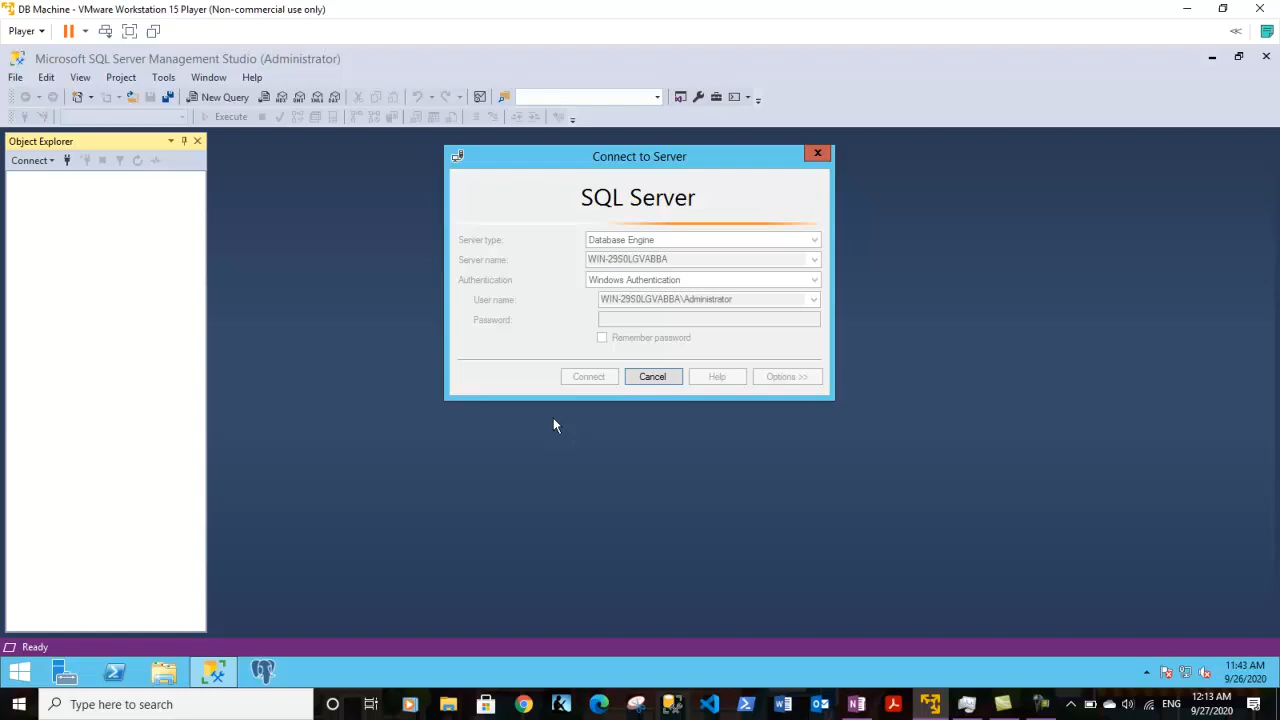 DB Machine - VMware Workstation 15 Player (Non-commercial use only)
Player
Microsoft SQL Server Management Studio (Administrator)
File Edit View Project Tools Window Help
New Query
Execute
Object Explorer
Connect
Connect to Server
SQL Server
Server type: Database Engine
Server name: WIN-29S0LGVABBA
Authentication Windows Authentication
User name: WIN-29S0LGVABBA\Administrator
Password:
Remember password
Connect Cancel Help Options >>
Ready
11:43 AM
9/26/2020
Type here to search
ENG
12:13 AM
9/27/2020